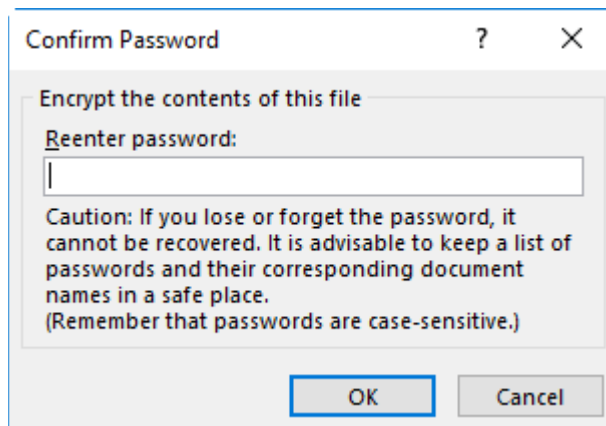 Confirm Password
?
Encrypt the contents of this file
Reenter password:
Caution: If you lose or forget the password, it
cannot be recovered. It is advisable to keep a list of
passwords and their corresponding document
names in a safe place.
(Remember that passwords are case-sensitive.)
OK
Cancel